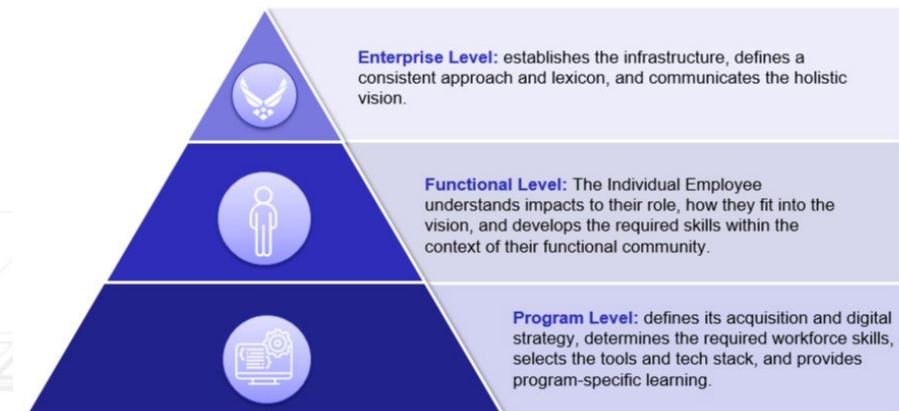 Enterprise Level: establishes the infrastructure, defines a
consistent approach and lexicon, and communicates the holistic
vision.
Functional Level: The Individual Employee
understands impacts to their role, how they fit into the
vision, and develops the required skills within the
context of their functional community.
Program Level: defines its acquisition and digital
strategy, determines the required workforce skills,
selects the tools and tech stack, and provides
program-specific learning.